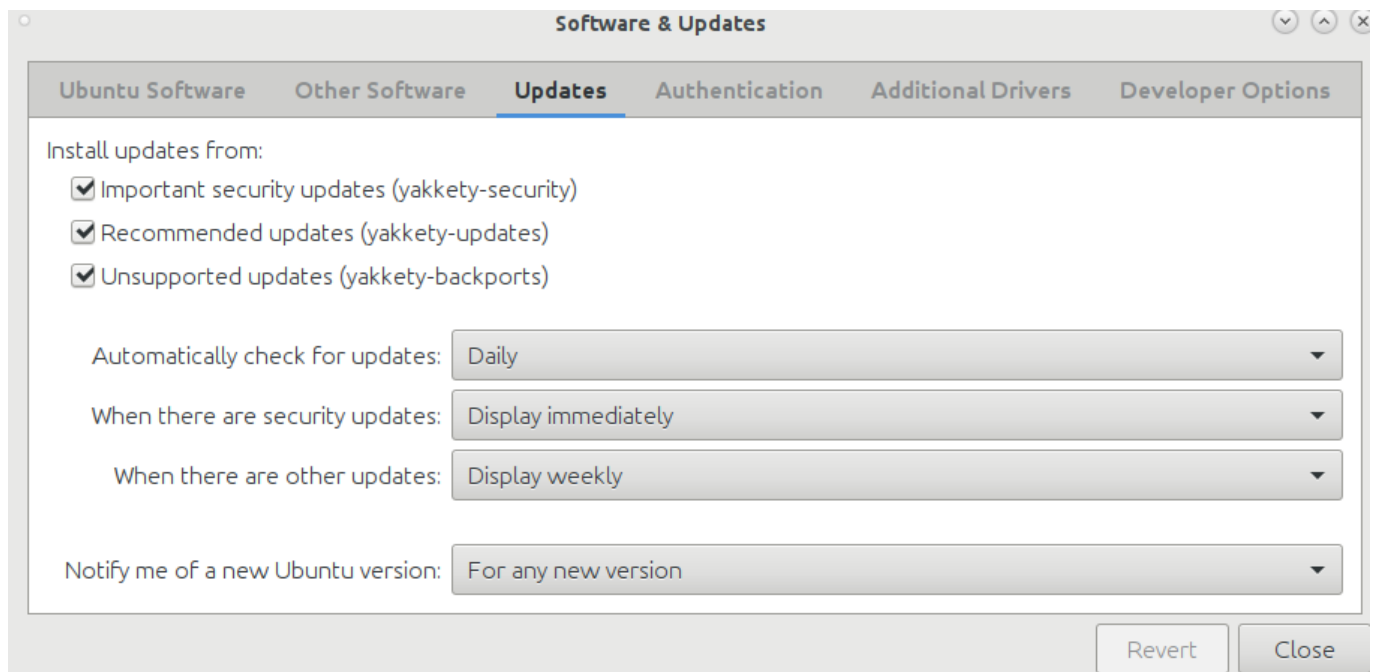 Software & Updates
Ubuntu Software Other Software Updates Authentication Additional Drivers Developer Options
Install updates from:
Important security updates (yakkety-security)
Recommended updates (yakkety-updates)
Unsupported updates (yakkety-backports)
Automatically check for updates: Daily
When there are security updates: Display immediately
When there are other updates: Display weekly
Notify me of a new Ubuntu version: For any new version
Revert Close